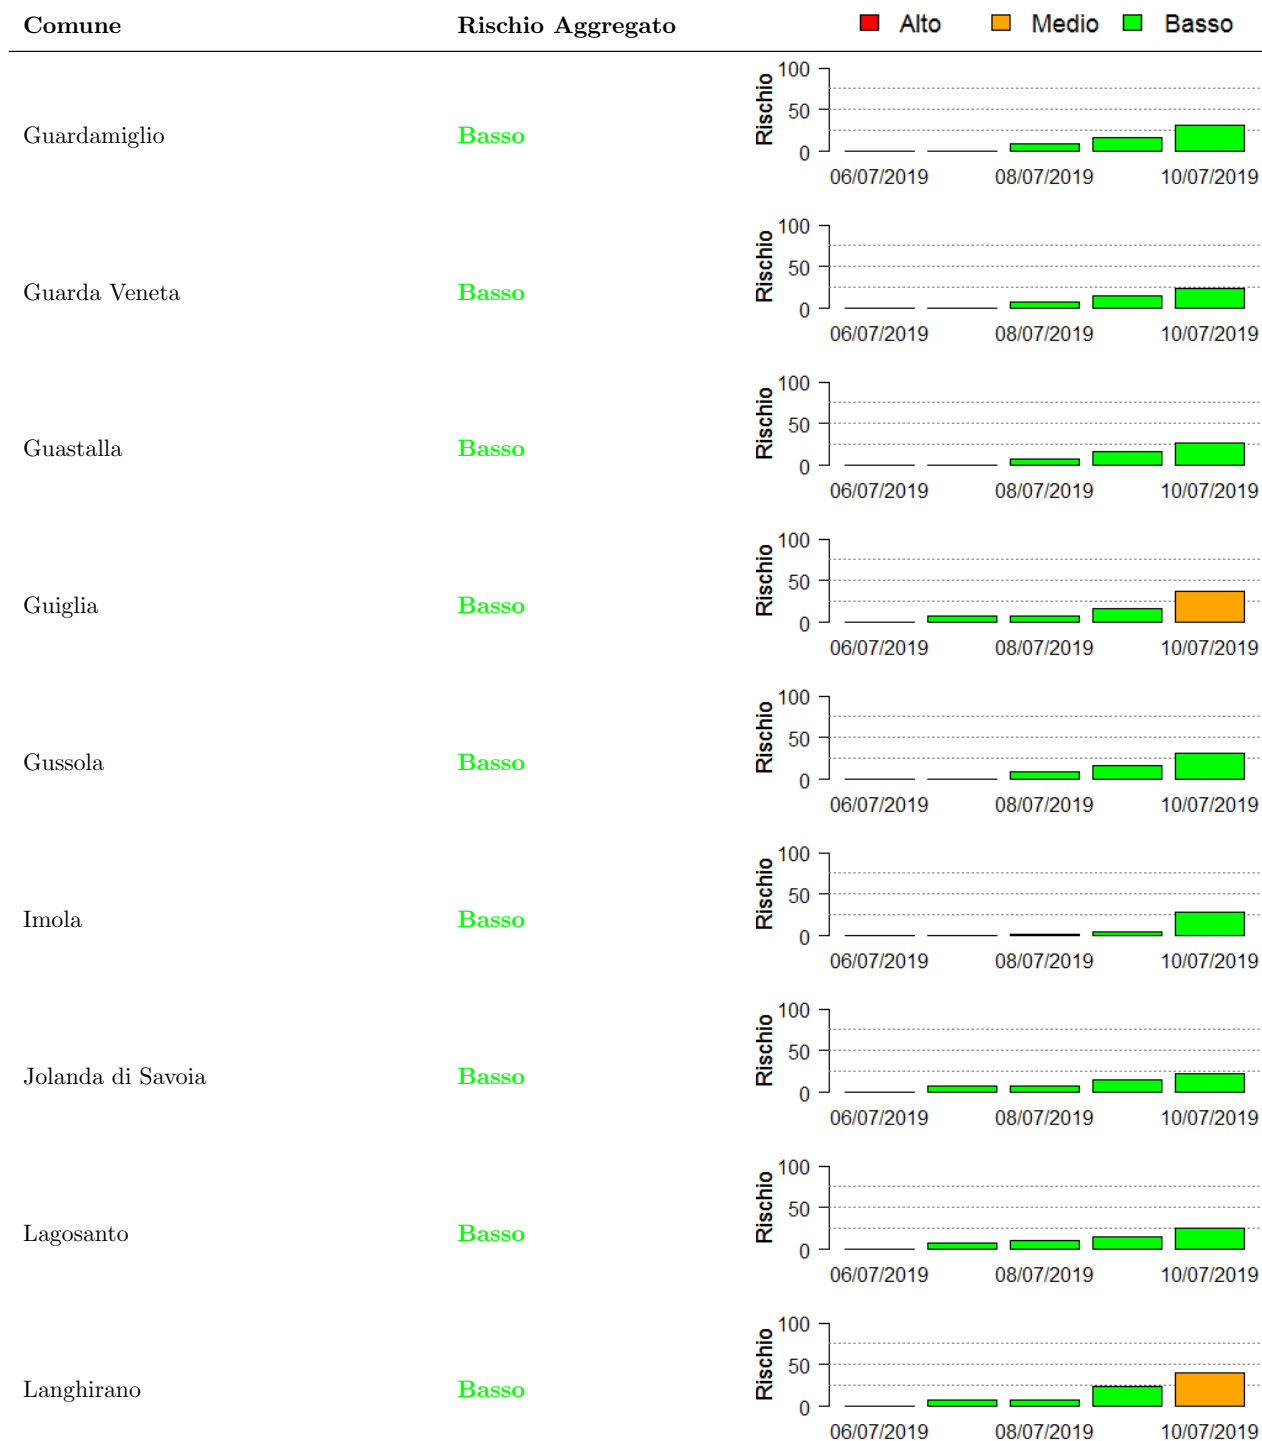 Comune Rischio Aggregato Alto Medio Basso
Guardamiglio Basso Rischio 100 50 0
06/07/2019 08/07/2019 10/07/2019
Guarda Veneta Basso Rischio 100 50 0
06/07/2019 08/07/2019 10/07/2019
Guastalla Basso Rischio 100 50 0
06/07/2019 08/07/2019 10/07/2019
Guiglia Basso Rischio 100 50 0
06/07/2019 08/07/2019 10/07/2019
Gussola Basso Rischio 100 50 0
06/07/2019 08/07/2019 10/07/2019
Imola Basso Rischio 100 50 0
06/07/2019 08/07/2019 10/07/2019
Jolanda di Savoia Basso Rischio 100 50 0
06/07/2019 08/07/2019 10/07/2019
Lagosanto Basso Rischio 100 50 0
06/07/2019 08/07/2019 10/07/2019
Langhirano Basso Rischio 100 50 0
06/07/2019 08/07/2019 10/07/2019